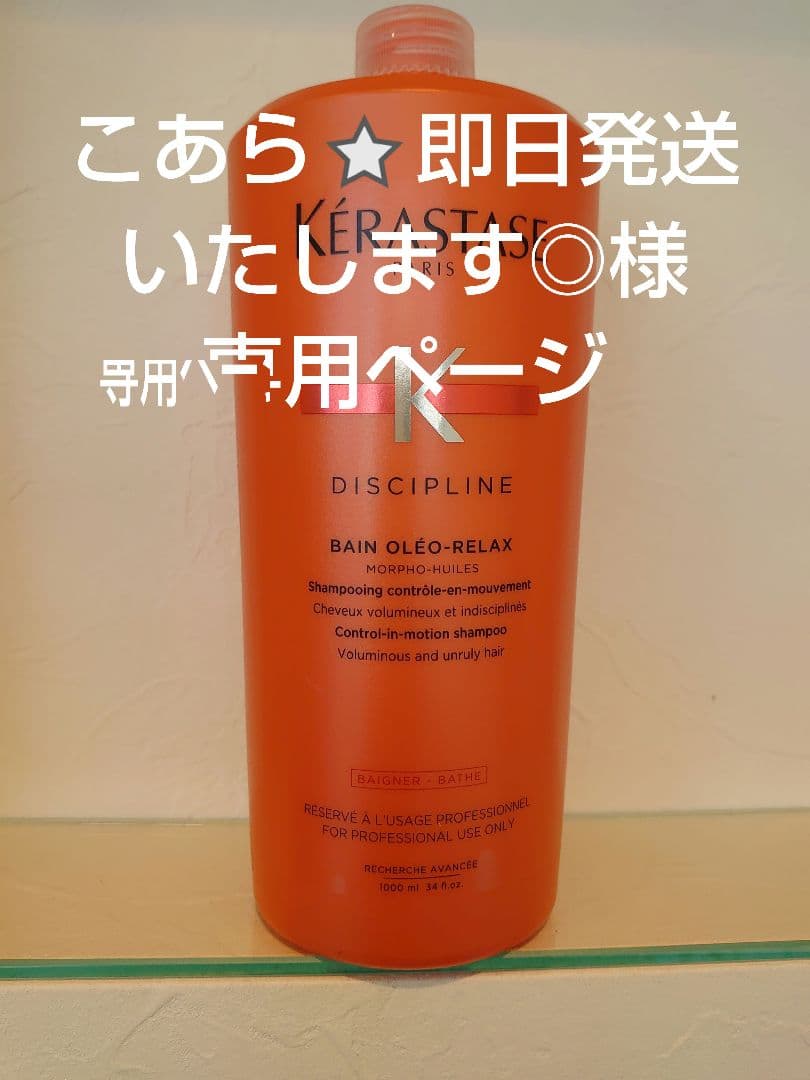 こあら⭐即日発送
いたします◎様
専用ページ
KÉRASTASE
PARIS
K
DISCIPLINE
BAIN OLÉO-RELAX
MORPHO-HUILES
Shampooing contrôle-en-mouvement
Cheveux volumineux et indisciplinés
Control-in-motion shampoo
Voluminous and unruly hair
BAIGNER - BATHE
RÉSERVÉ À L'USAGE PROFESSIONNEL
FOR PROFESSIONAL USE ONLY
RECHERCHE AVANCÉE
1000 ml 34 fl.oz.